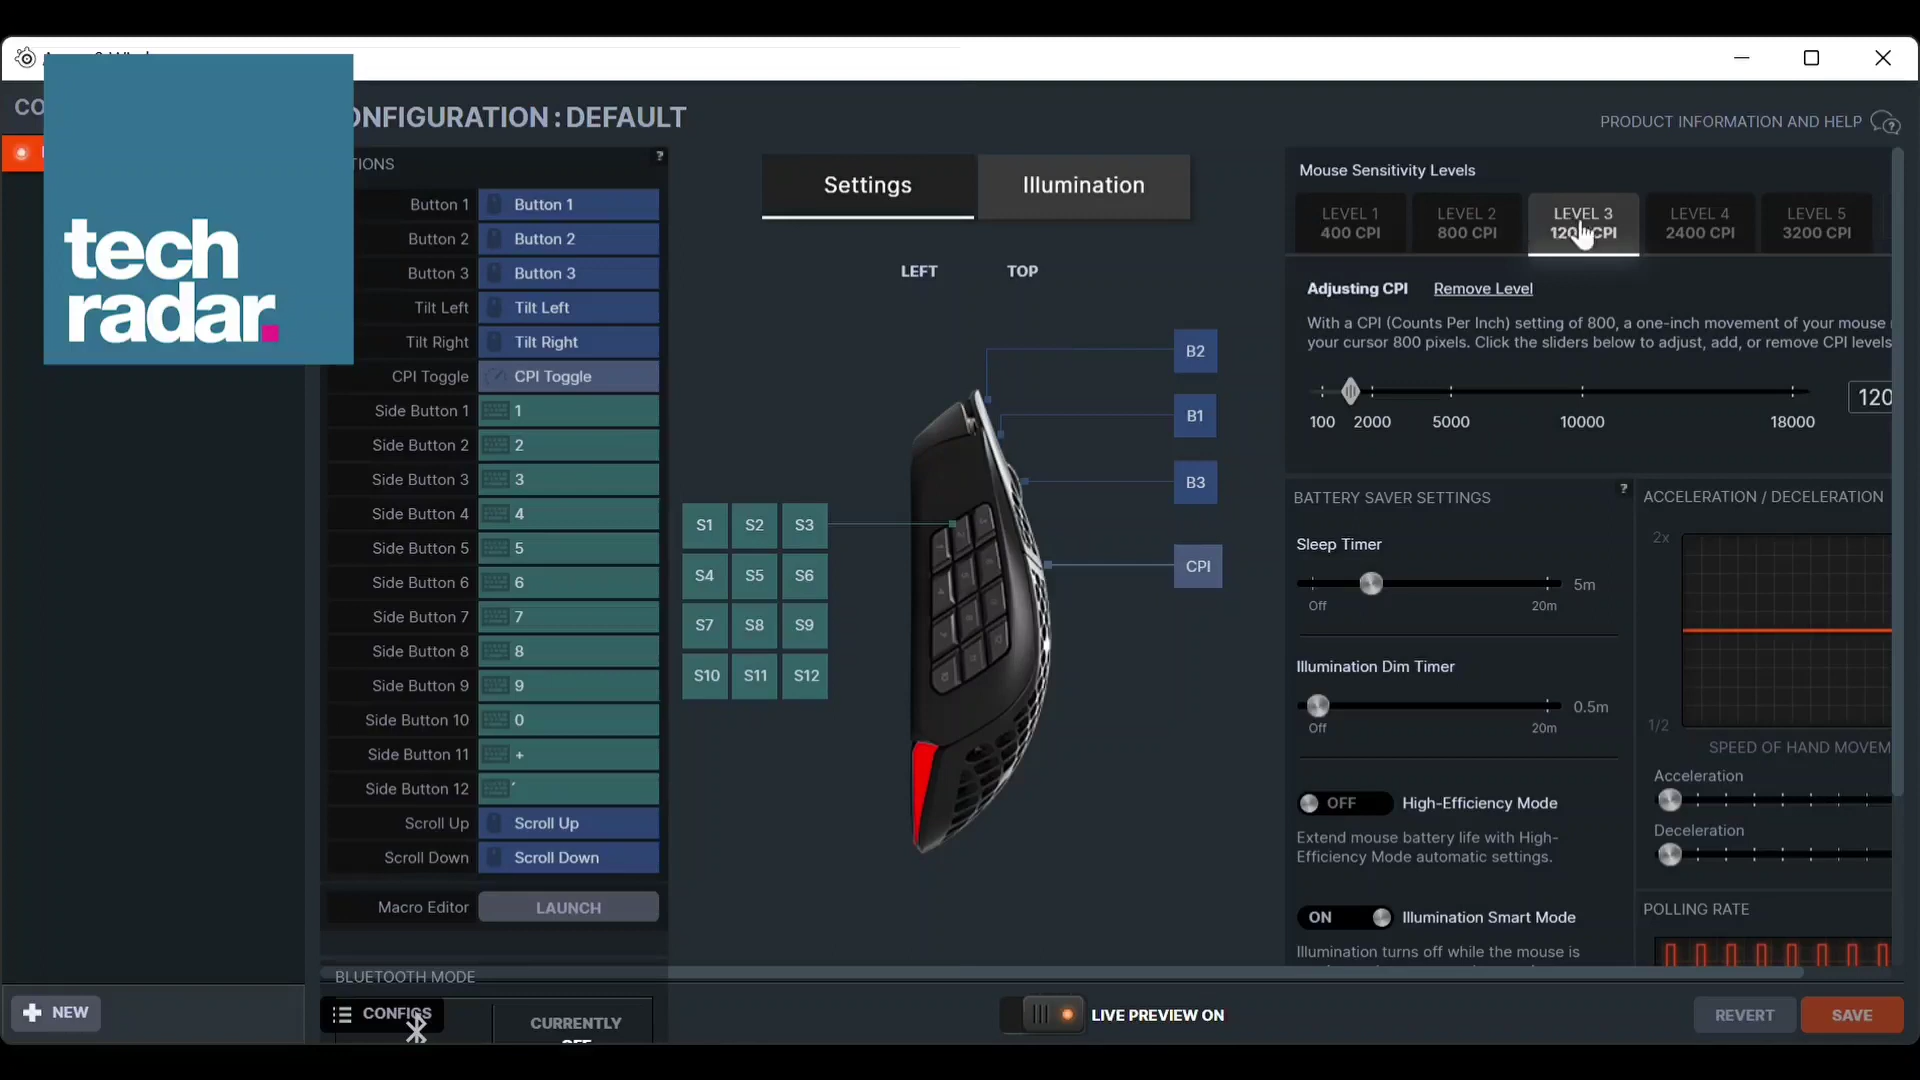 CO
ONFIGURATION : DEFAULT
PRODUCT INFORMATION AND HELP
tech
radar.
TIONS
?
Button 1 Button 1
Button 2 Button 2
Button 3 Button 3
Tilt Left Tilt Left
Tilt Right Tilt Right
CPI Toggle CPI Toggle
Side Button 1 1
Side Button 2 2
Side Button 3 3
Side Button 4 4
Side Button 5 5
Side Button 6 6
Side Button 7 7
Side Button 8 8
Side Button 9 9
Side Button 10 0
Side Button 11 +
Side Button 12 ´
Scroll Up Scroll Up
Scroll Down Scroll Down
Macro Editor LAUNCH
BLUETOOTH MODE
CONFIGS
CURRENTLY
NEW
Settings Illumination
LEFT TOP
B2
B1
B3
CPI
S1 S2 S3
S4 S5 S6
S7 S8 S9
S10 S11 S12
LIVE PREVIEW ON
Mouse Sensitivity Levels
LEVEL 1 LEVEL 2 LEVEL 3 LEVEL 4 LEVEL 5
400 CPI 800 CPI 1200 CPI 2400 CPI 3200 CPI
Adjusting CPI Remove Level
With a CPI (Counts Per Inch) setting of 800, a one-inch movement of your mouse
your cursor 800 pixels. Click the sliders below to adjust, add, or remove CPI levels
120
100 2000 5000 10000 18000
BATTERY SAVER SETTINGS ?
Sleep Timer
5m
Off 20m
Illumination Dim Timer
0.5m
Off 20m
OFF High-Efficiency Mode
Extend mouse battery life with High-
Efficiency Mode automatic settings.
ON Illumination Smart Mode
Illumination turns off while the mouse is
ACCELERATION / DECELERATION
2x
1/2
SPEED OF HAND MOVEM
Acceleration
Deceleration
POLLING RATE
REVERT SAVE